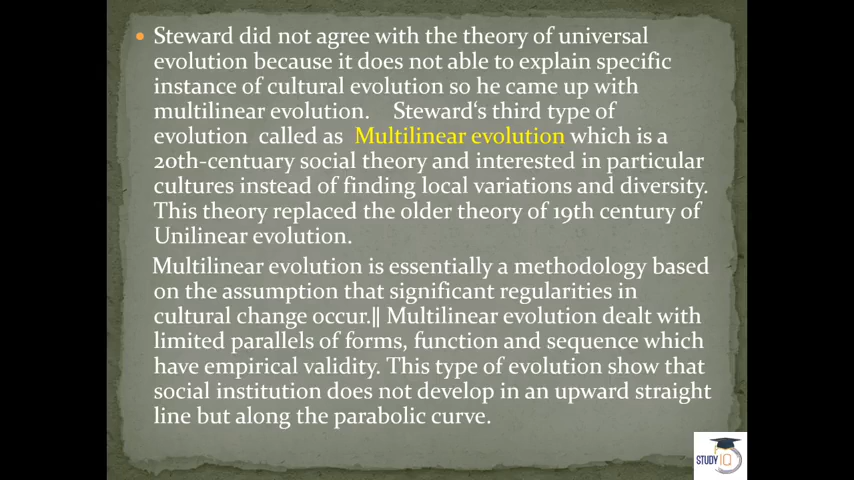 • Steward did not agree with the theory of universal
evolution because it does not able to explain specific
instance of cultural evolution so he came up with
multilinear evolution. Steward‘s third type of
evolution called as Multilinear evolution which is a
20th-centuary social theory and interested in particular
cultures instead of finding local variations and diversity.
This theory replaced the older theory of 19th century of
Unilinear evolution.
Multilinear evolution is essentially a methodology based
on the assumption that significant regularities in
cultural change occur.‖ Multilinear evolution dealt with
limited parallels of forms, function and sequence which
have empirical validity. This type of evolution show that
social institution does not develop in an upward straight
line but along the parabolic curve.
STUDY IQ